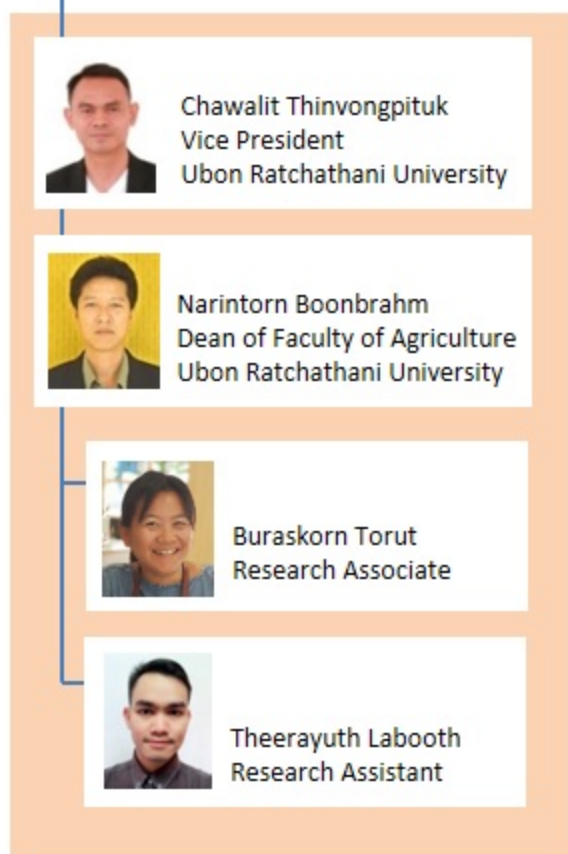 Chawalit Thinvongpituk
Vice President
Ubon Ratchathani University
Narintorn Boonbrahm
Dean of Faculty of Agriculture
Ubon Ratchathani University
Buraskorn Torut
Research Associate
Theerayuth Labooth
Research Assistant